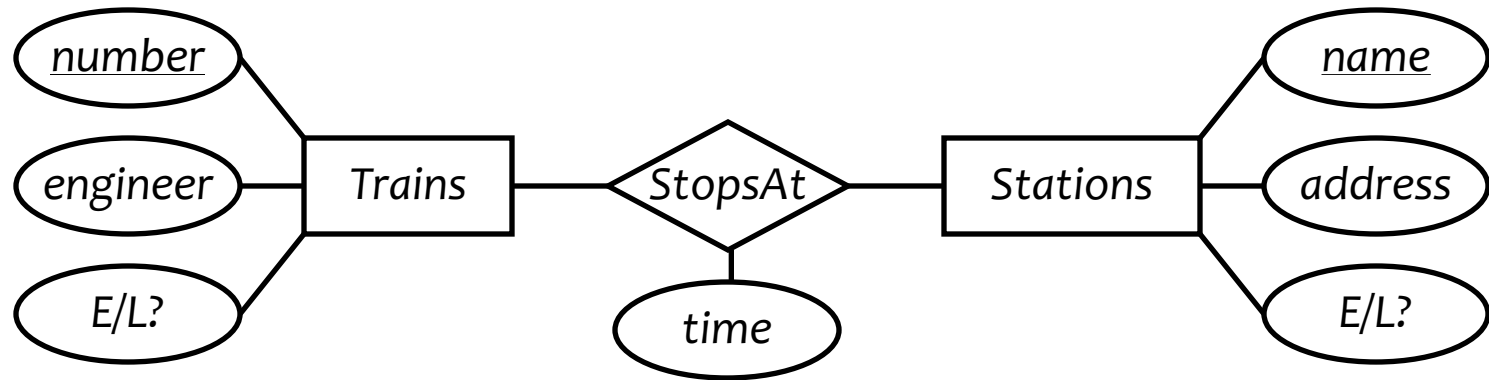 number
engineer
E/L?
Trains
StopsAt
time
Stations
name
address
E/L?